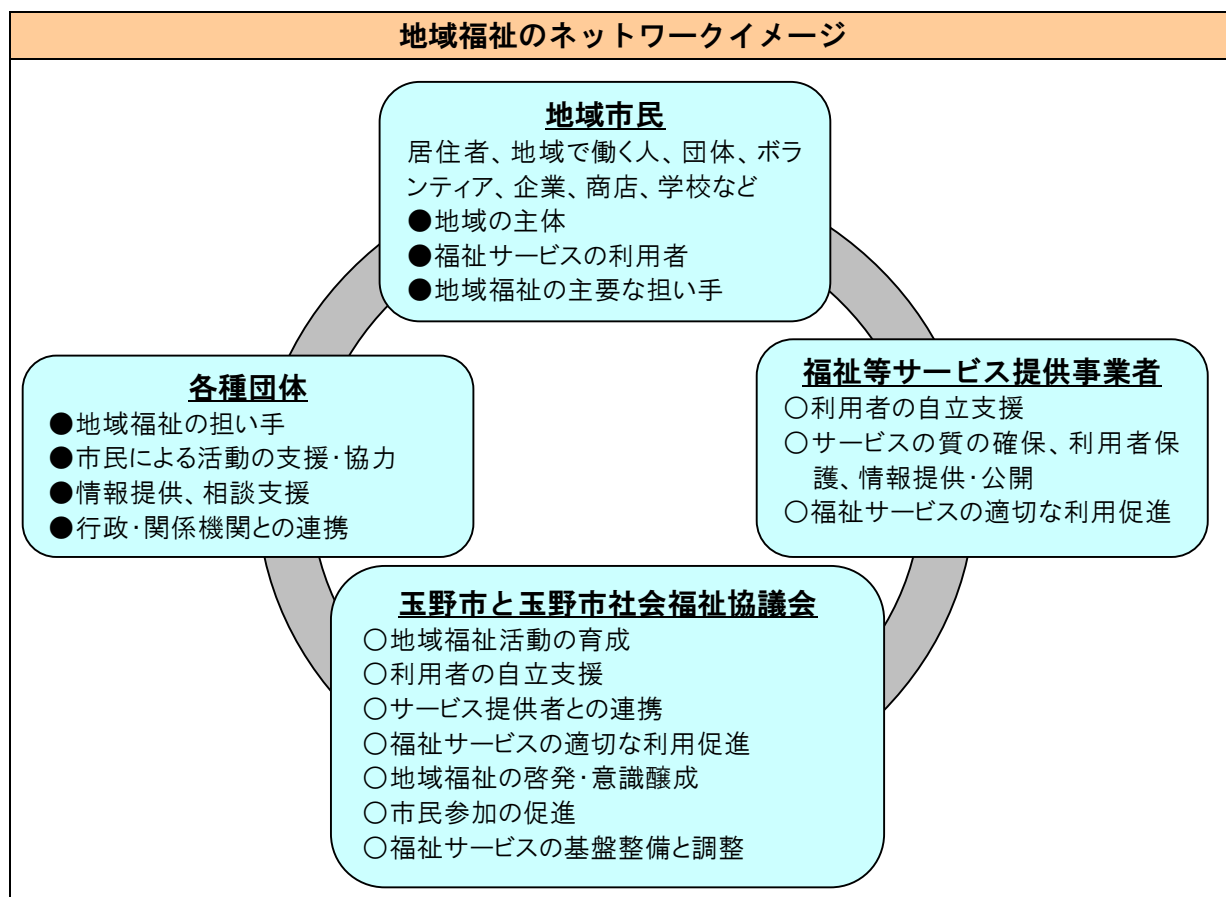 地域福祉のネットワークイメージ
地域市民
居住者、地域で働く人、団体、ボラ
ンティア、企業、商店、学校など
●地域の主体
●福祉サービスの利用者
●地域福祉の主要な担い手
各種団体
●地域福祉の担い手
●市民による活動の支援・協力
●情報提供、相談支援
●行政・関係機関との連携
福祉等サービス提供事業者
○利用者の自立支援
○サービスの質の確保、利用者保
護、情報提供・公開
○福祉サービスの適切な利用促進
玉野市と玉野市社会福祉協議会
○地域福祉活動の育成
○利用者の自立支援
○サービス提供者との連携
○福祉サービスの適切な利用促進
○地域福祉の啓発・意識醸成
○市民参加の促進
○福祉サービスの基盤整備と調整